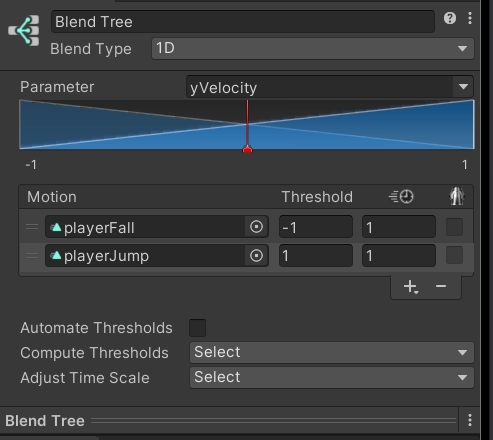 Blend Tree
Blend Type 1D
Parameter yVelocity
-1 1
Motion Threshold
playerFall -1 1
playerJump 1 1
+ −
Automate Thresholds
Compute Thresholds Select
Adjust Time Scale Select
Blend Tree